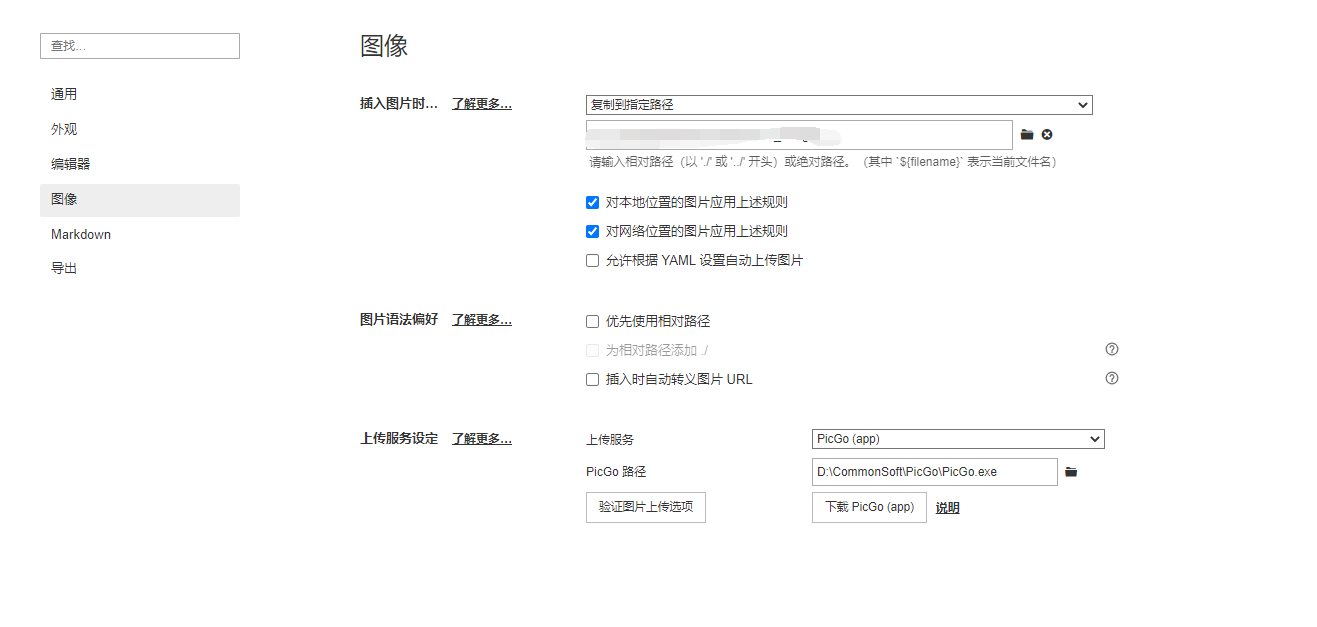 查找...
通用
外观
编辑器
图像
Markdown
导出
图像
插入图片时... 了解更多... 复制到指定路径
请输入相对路径（以 './' 或 '../' 开头）或绝对路径。（其中 `${filename}` 表示当前文件名）
对本地位置的图片应用上述规则
对网络位置的图片应用上述规则
允许根据 YAML 设置自动上传图片
图片语法偏好 了解更多... 优先使用相对路径
为相对路径添加 ./
插入时自动转义图片 URL
上传服务设定 了解更多... 上传服务 PicGo (app)
PicGo 路径 D:\CommonSoft\PicGo\PicGo.exe
验证图片上传选项 下载 PicGo (app) 说明